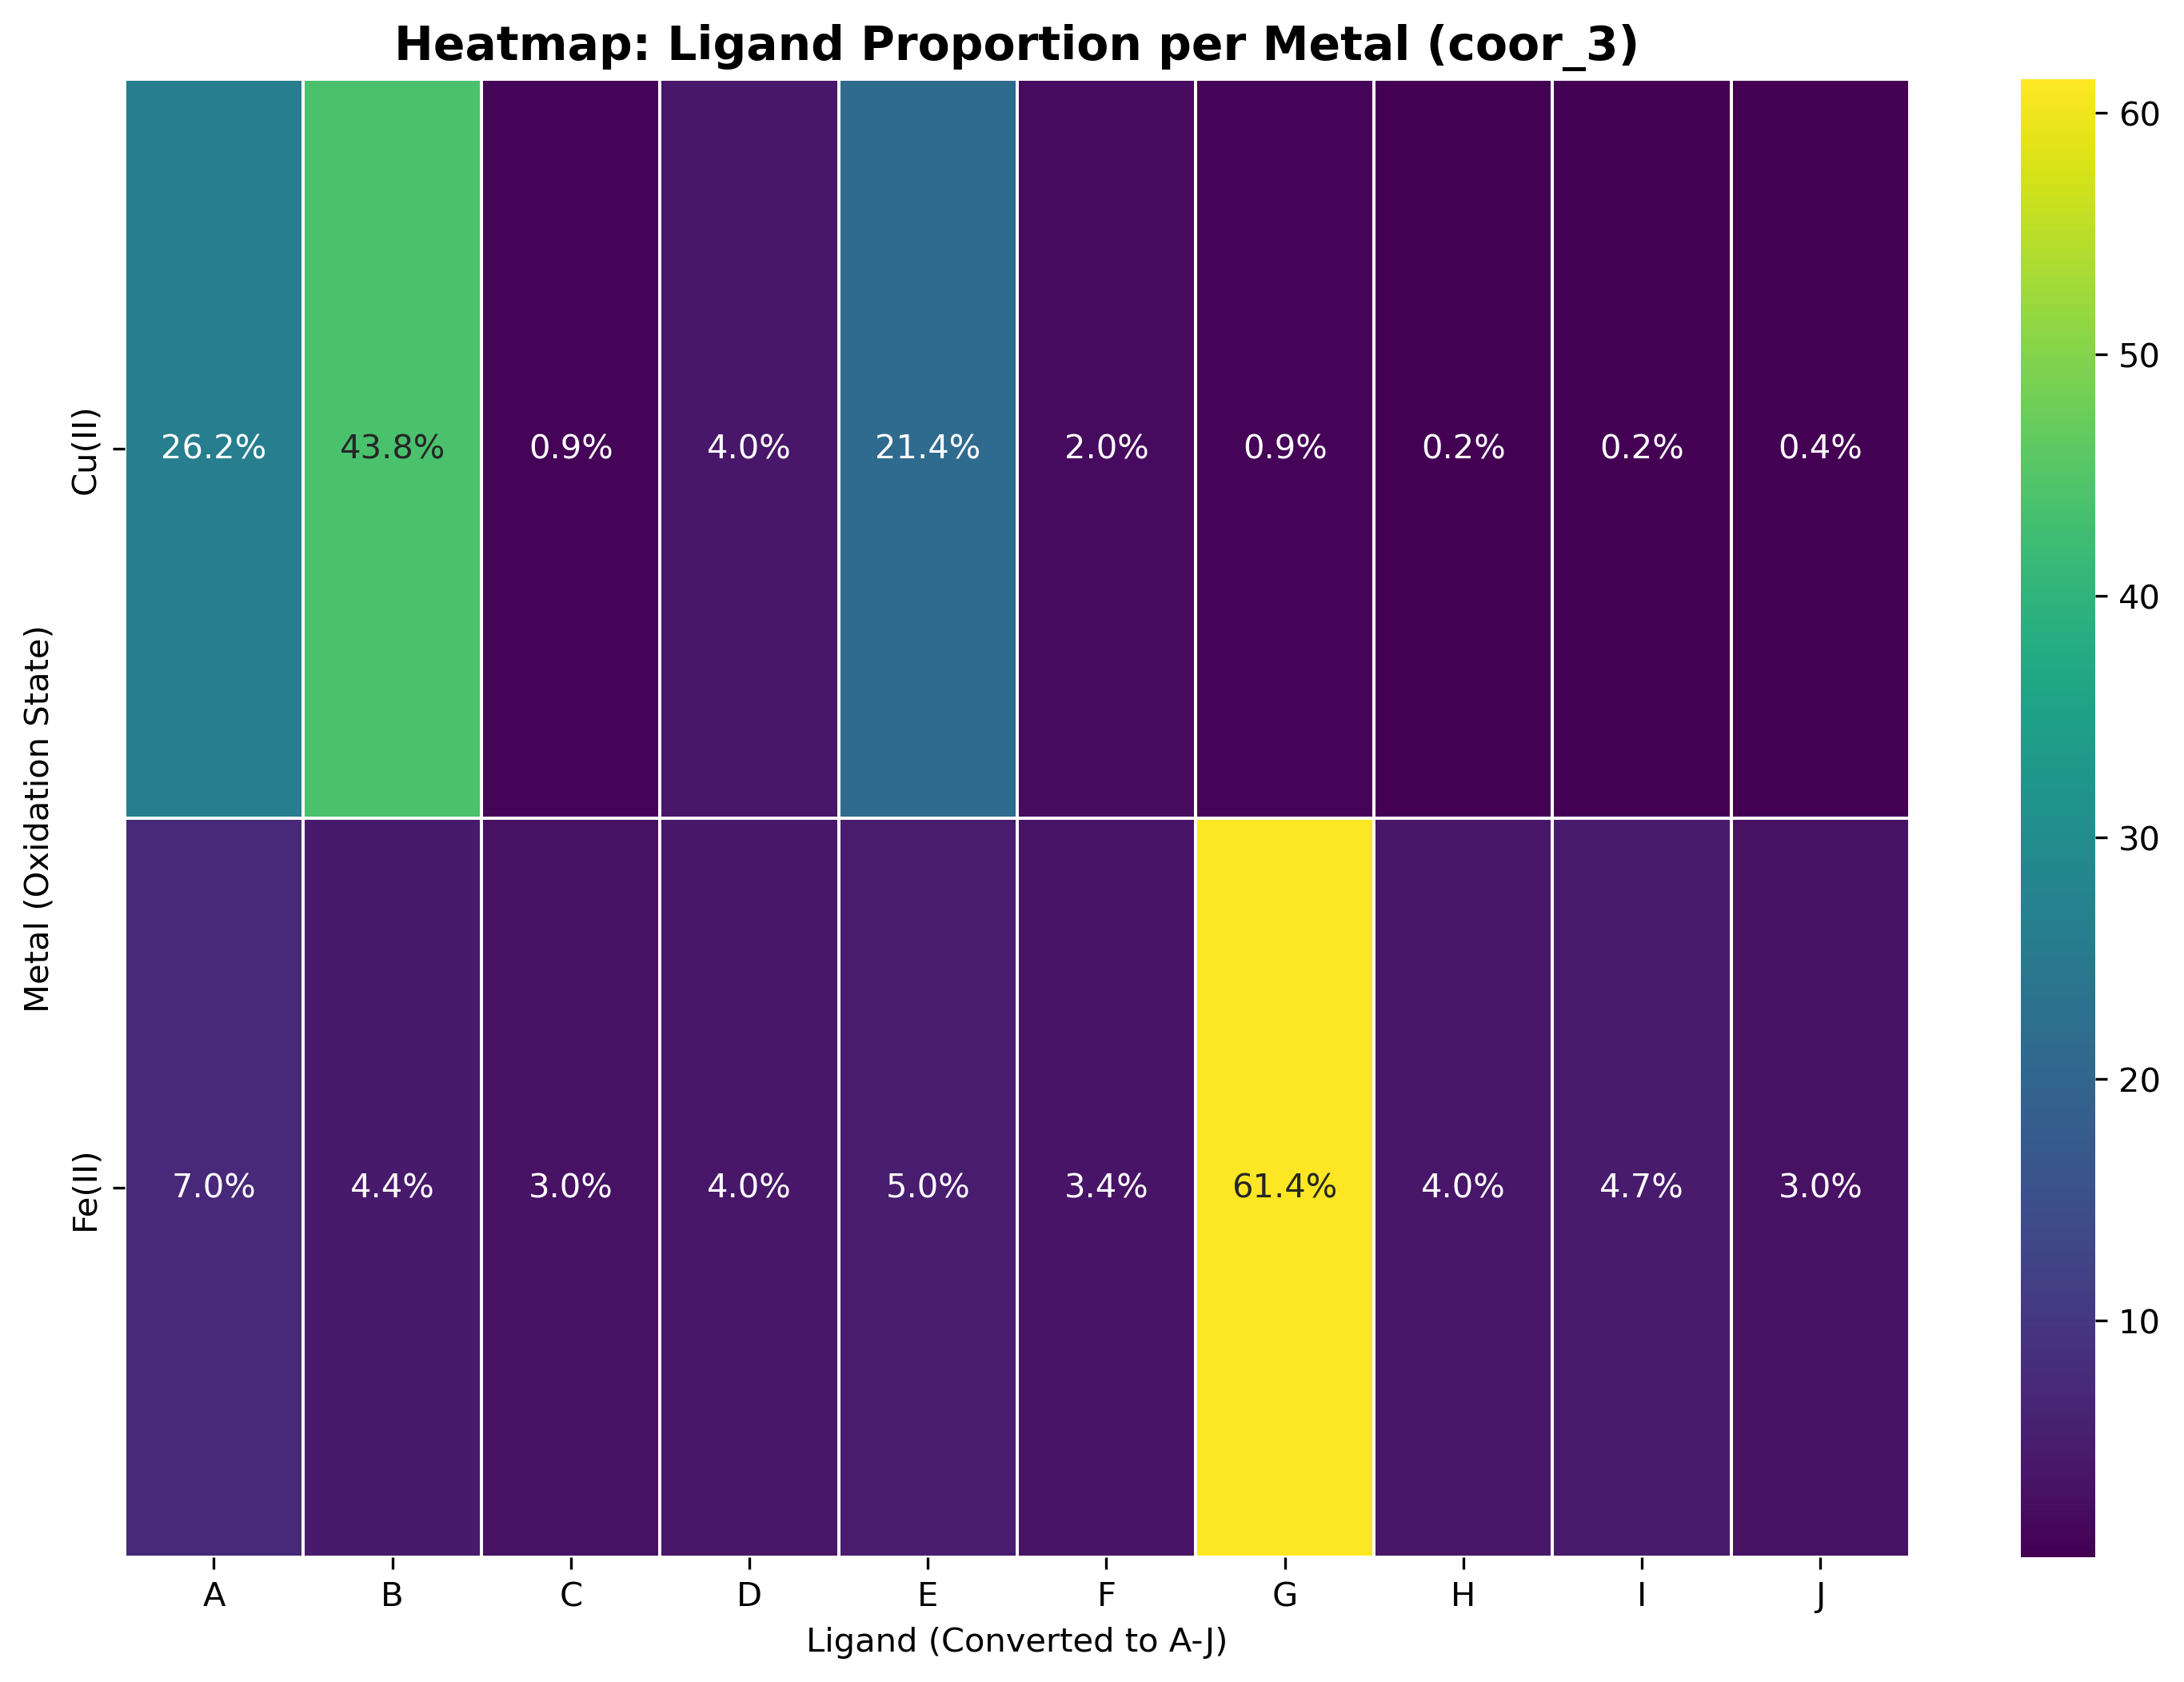 Heatmap: Ligand Proportion per Metal (coor_3)
Metal (Oxidation State)
Cu(II)
26.2% 43.8% 0.9% 4.0% 21.4% 2.0% 0.9% 0.2% 0.2% 0.4%
Fe(II)
7.0% 4.4% 3.0% 4.0% 5.0% 3.4% 61.4% 4.0% 4.7% 3.0%
A B C D E F G H I J
Ligand (Converted to A-J)
60
50
40
30
20
10